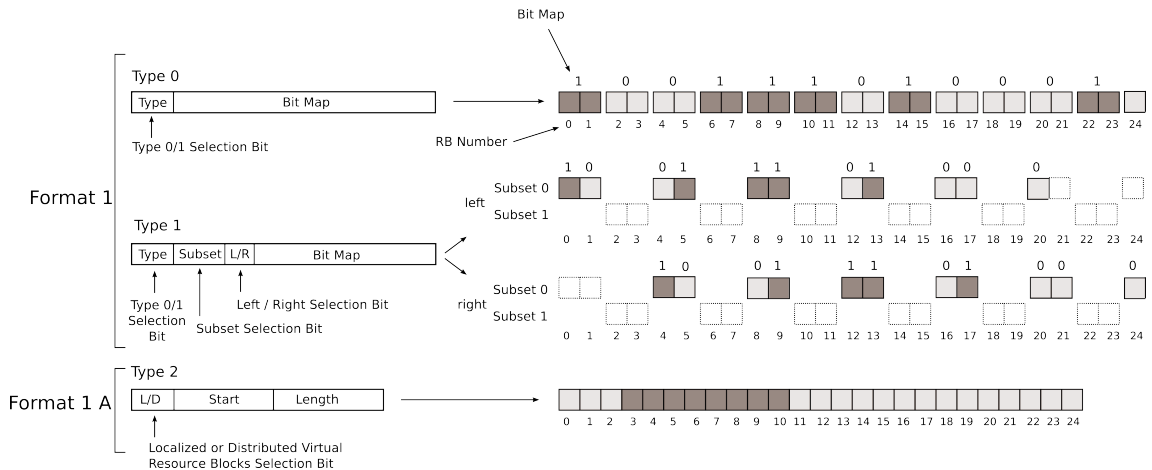 Bit Map
Type 0
Type Bit Map
1 0 0 1 1 1 0 1 0 0 0 1
0 1 2 3 4 5 6 7 8 9 10 11 12 13 14 15 16 17 18 19 20 21 22 23 24
RB Number
Type 0/1 Selection Bit
Format 1
Type 1
Type Subset L/R Bit Map
Type 0/1
Selection
Bit
Subset Selection Bit
Left / Right Selection Bit
left
1 0 0 1 1 1 0 1 0 0 0
Subset 0
Subset 1
0 1 2 3 4 5 6 7 8 9 10 11 12 13 14 15 16 17 18 19 20 21 22 23 24
right
1 0 0 1 1 1 0 1 0 0 0
Subset 0
Subset 1
0 1 2 3 4 5 6 7 8 9 10 11 12 13 14 15 16 17 18 19 20 21 22 23 24
Format 1 A
Type 2
L/D Start Length
0 1 2 3 4 5 6 7 8 9 10 11 12 13 14 15 16 17 18 19 20 21 22 23 24
Localized or Distributed Virtual
Resource Blocks Selection Bit